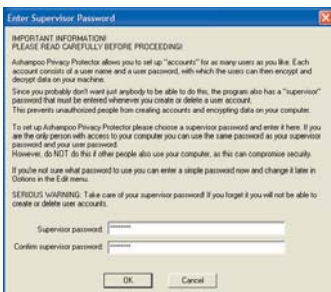 Enter Supervisor Password
IMPORTANT INFORMATION!
PLEASE READ CAREFULLY BEFORE PROCEEDING!
Ashampoo Privacy Protector allows you to set up "accounts" for as many users as you like. Each
account consists of a user name and a user password, with which the users can then encrypt and
decrypt data on your machine.
Since you probably don't want just anybody to be able to do this, the program also has a "supervisor"
password that must be entered whenever you create or delete a user account.
This prevents unauthorized people from creating accounts and encrypting data on your computer.
To set up Ashampoo Privacy Protector please choose a supervisor password and enter it here. If you
are the only person with access to your computer you can use the same password as your supervisor
password and your user password.
However, do NOT do this if other people also use your computer, as this can compromise security.
If you're not sure what password to use you can enter a simple password now and change it later in
Options in the Edit menu.
SERIOUS WARNING: Take care of your supervisor password! If you forget it you will not be able to
create or delete user accounts.
Supervisor password:
Confirm supervisor password:
OK Cancel